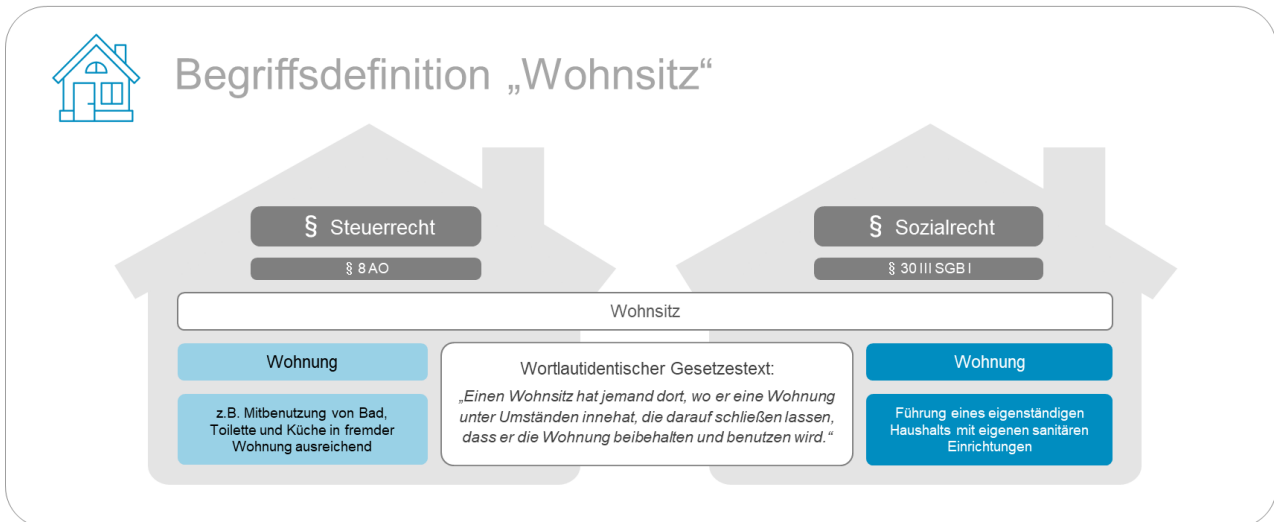 Begriffsdefinition „Wohnsitz“
§ Steuerrecht
§ 8 AO
§ Sozialrecht
§ 30 III SGB I
Wohnsitz
Wohnung
z.B. Mitbenutzung von Bad,
Toilette und Küche in fremder
Wohnung ausreichend
Wortlautidentischer Gesetzestext:
„Einen Wohnsitz hat jemand dort, wo er eine Wohnung
unter Umständen innehat, die darauf schließen lassen,
dass er die Wohnung beibehalten und benutzen wird.“
Wohnung
Führung eines eigenständigen
Haushalts mit eigenen sanitären
Einrichtungen